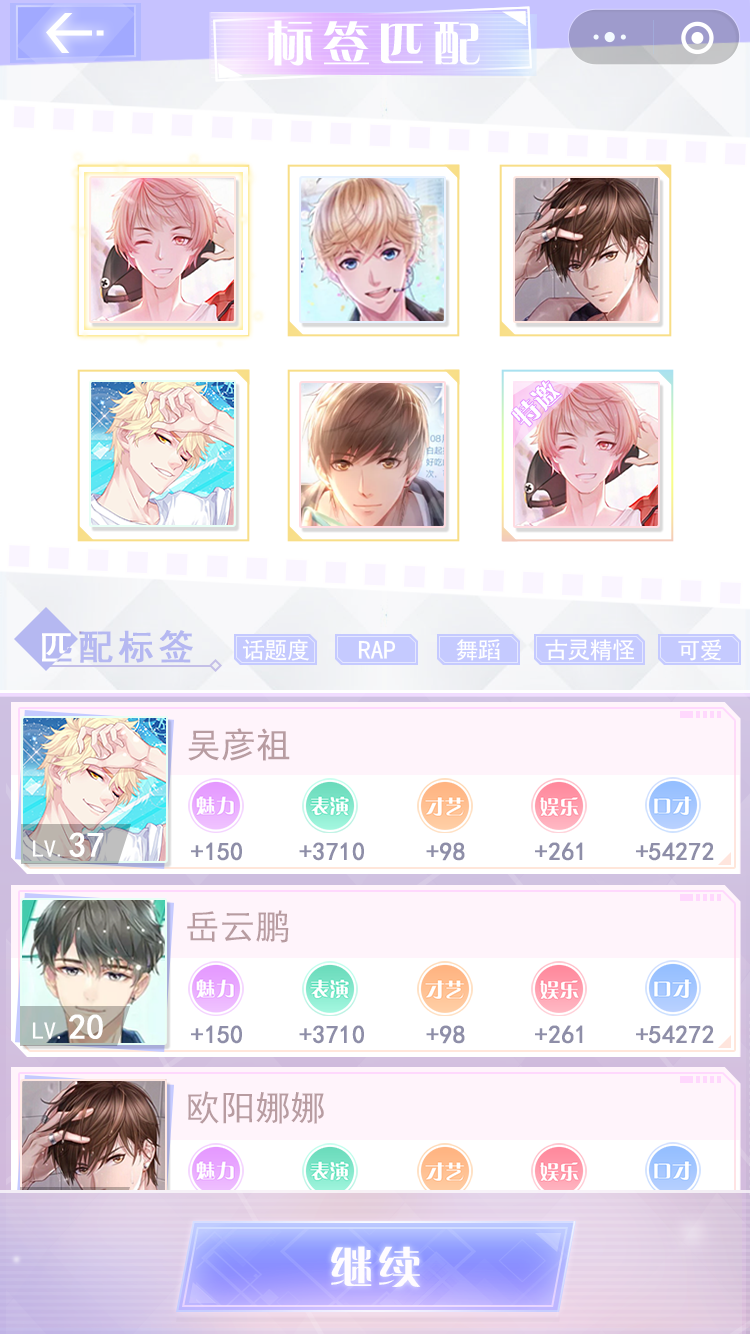 标签匹配
特邀
匹配标签 话题度 RAP 舞蹈 古灵精怪 可爱
吴彦祖
魅力 表演 才艺 娱乐 口才
LV. 37
+150 +3710 +98 +261 +54272
岳云鹏
魅力 表演 才艺 娱乐 口才
LV. 20
+150 +3710 +98 +261 +54272
欧阳娜娜
魅力 表演 才艺 娱乐 口才
继续